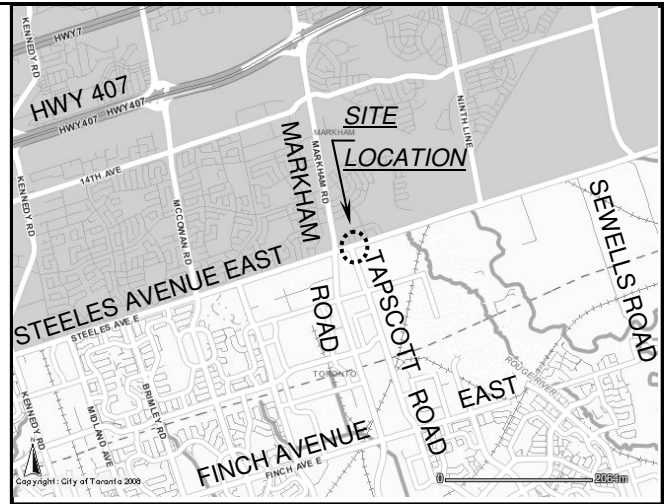 KENNEDY RD
HWY 7
HWY 407
HWY407
HWY407
14TH AVE
KENNEDY RD
MCCOWAN RD
MARKHAM
MARKHAM RD
MARKHAM
SITE
LOCATION
NINTH LINE
SEWELLS ROAD
STEELES AVENUE EAST
STEELES AVE E
ROAD
TAPSCOTT ROAD
TORONTO
ROUGE RIVER
KENNEDY RD
MIDLAND AVE
BRIMLEY RD
FINCH AVENUE EAST
FINCH AVE E
N
Copyright : City of Toronto 2008
0 2064m